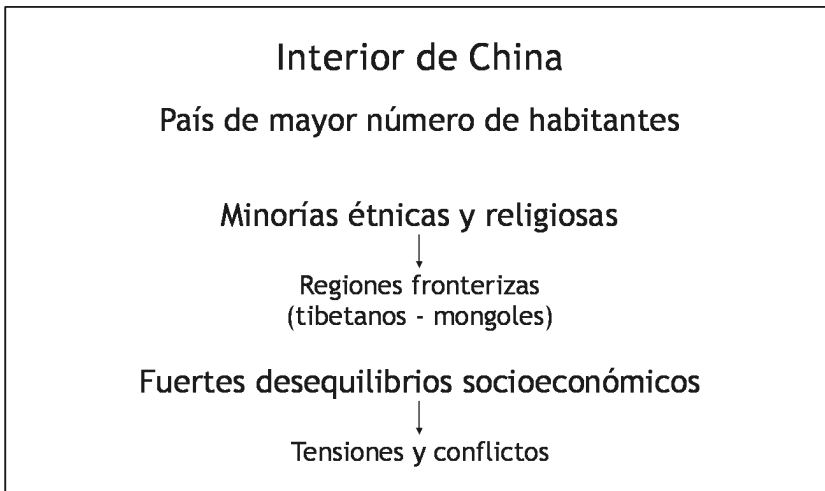 Interior de China
País de mayor número de habitantes
Minorías étnicas y religiosas
Regiones fronterizas
(tibetanos - mongoles)
Fuertes desequilibrios socioeconómicos
Tensiones y conflictos